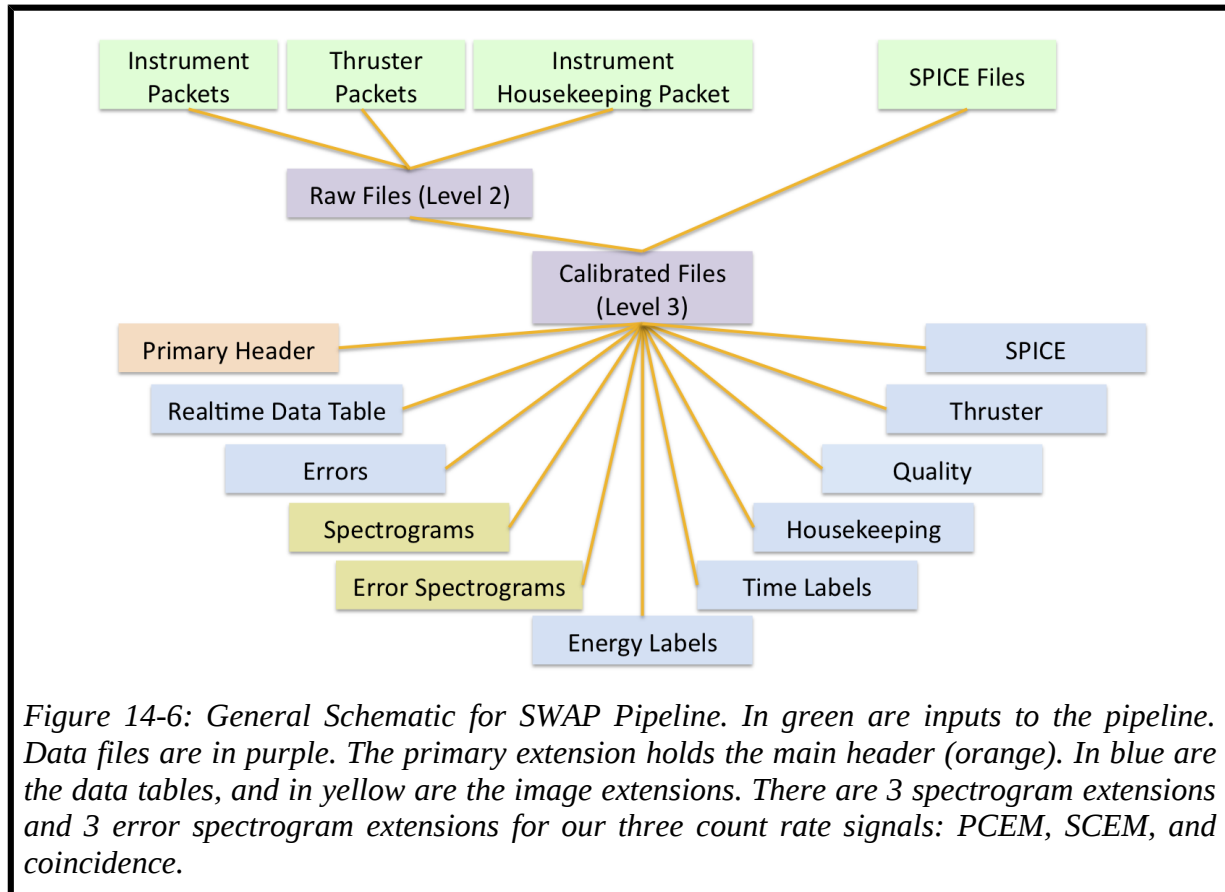 Instrument
Packets
Thruster
Packets
Instrument
Housekeeping Packet
SPICE Files
Raw Files (Level 2)
Calibrated Files
(Level 3)
Primary Header
SPICE
Realtime Data Table
Thruster
Errors
Quality
Spectrograms
Housekeeping
Error Spectrograms
Time Labels
Energy Labels
Figure 14-6: General Schematic for SWAP Pipeline. In green are inputs to the pipeline.
Data files are in purple. The primary extension holds the main header (orange). In blue are
the data tables, and in yellow are the image extensions. There are 3 spectrogram extensions
and 3 error spectrogram extensions for our three count rate signals: PCEM, SCEM, and
coincidence.